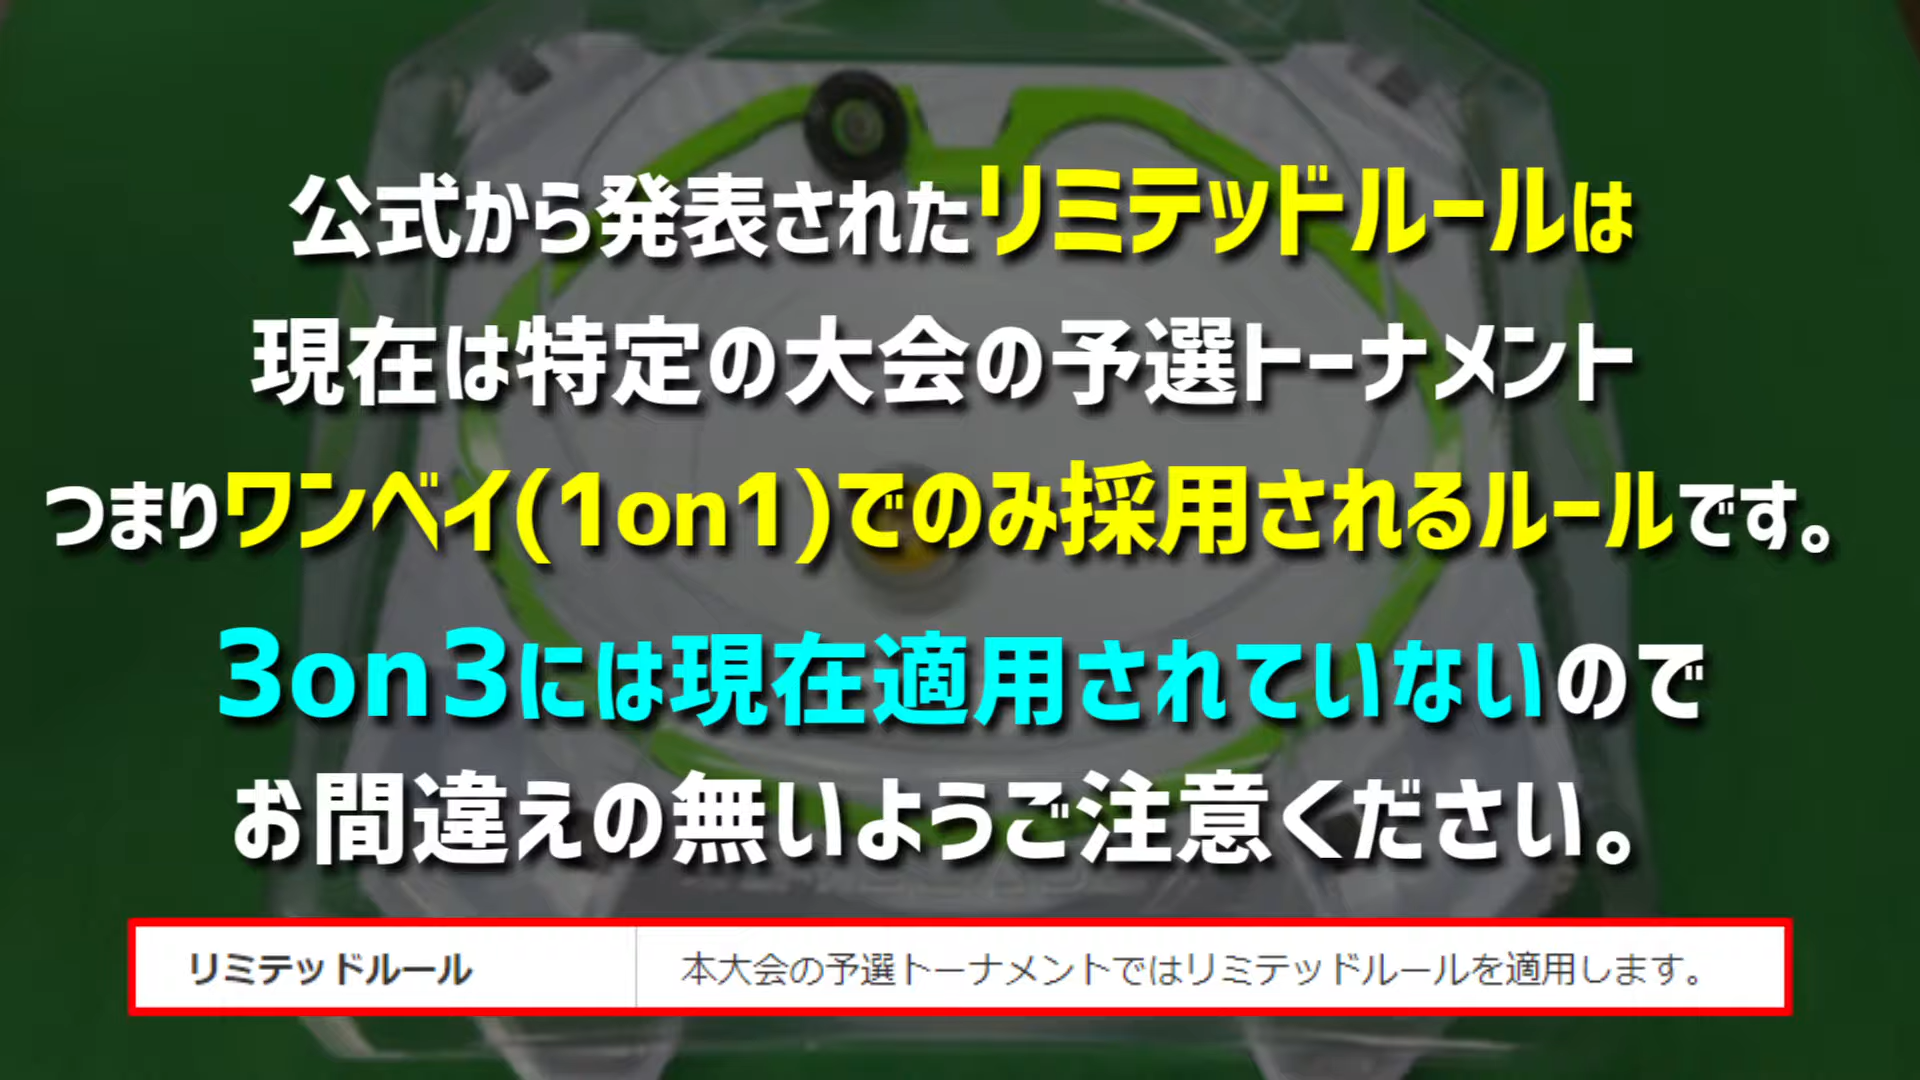 公式から発表されたリミテッドルールは
現在は特定の大会の予選トーナメント
つまりワンベイ(1on1)でのみ採用されるルールです。
3on3には現在適用されていないので
お間違えの無いようご注意ください。
リミテッドルール 本大会の予選トーナメントではリミテッドルールを適用します。